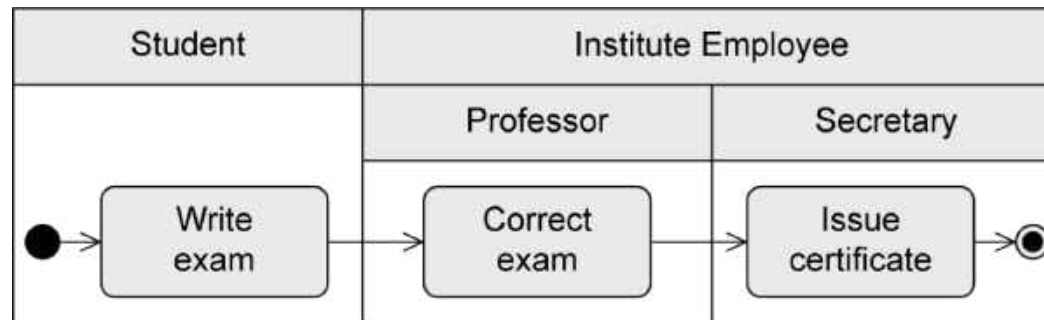 Student
Institute Employee
Professor
Secretary
Write
exam
Correct
exam
Issue
certificate